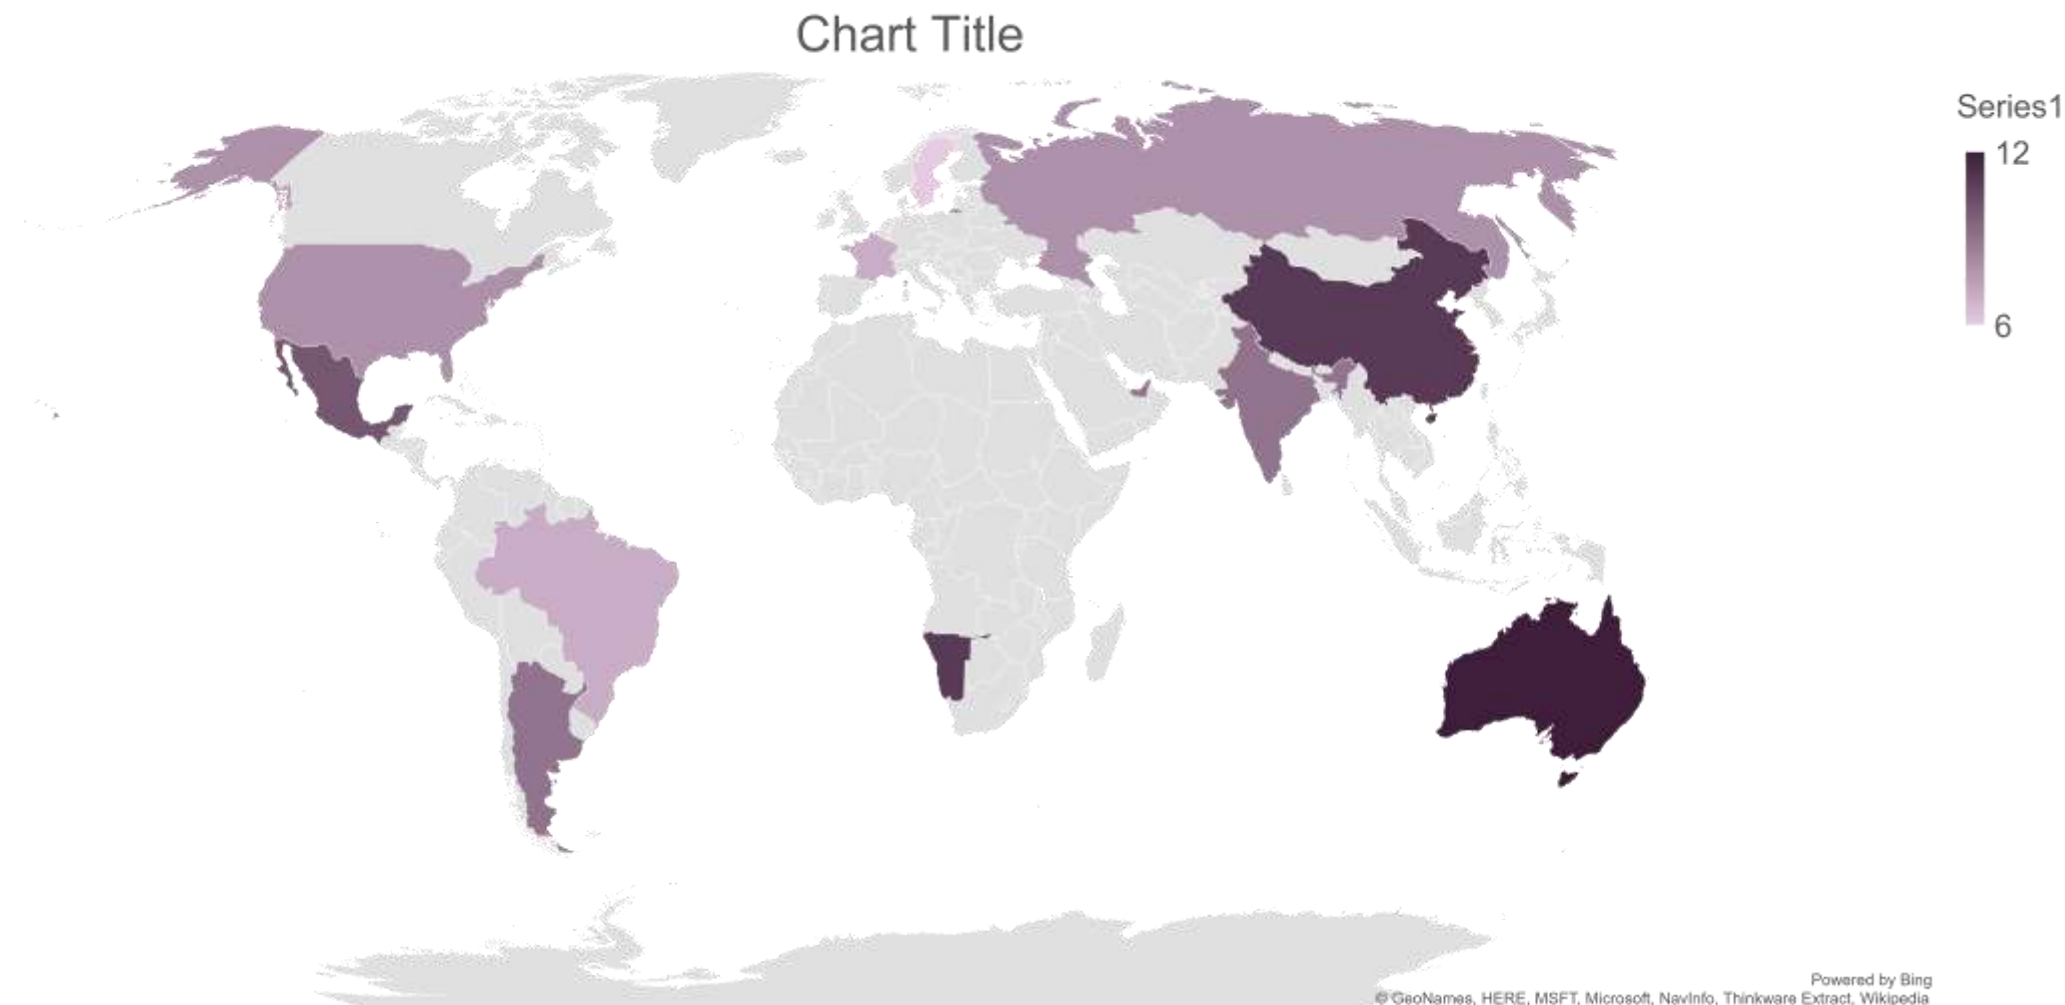 Chart Title
Series1
12
6
Powered by Bing
© GeoNames, HERE, MSFT, Microsoft, NavInfo, Thinkware Extract, Wikipedia